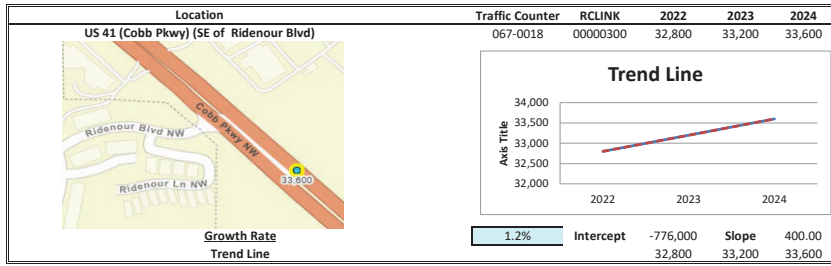 Location Traffic Counter RCLINK 2022 2023 2024
US 41 (Cobb Pkwy) (SE of Ridenour Blvd) 067-0018 00000300 32,800 33,200 33,600
Cobb Pkwy NW
Ridenour Blvd NW
Ridenour Ln NW
33,600
Trend Line
Axis Title
34,000
33,500
33,000
32,500
32,000
2022 2023 2024
Growth Rate 1.2% Intercept -776,000 Slope 400.00
Trend Line 32,800 33,200 33,600